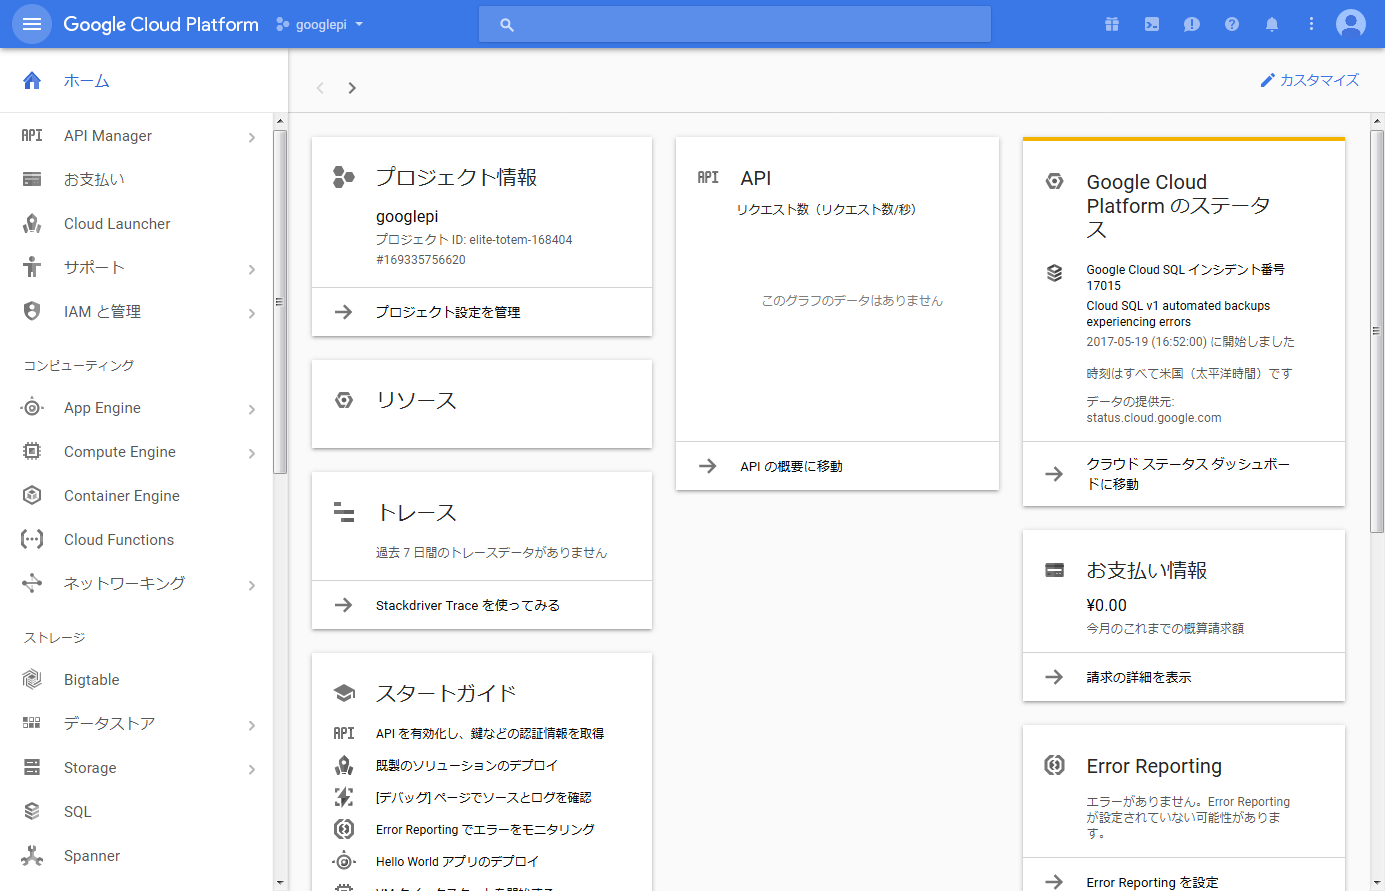 Google Cloud Platform
googlepi
ホーム
カスタマイズ
API Manager
お支払い
Cloud Launcher
サポート
IAM と管理
コンピューティング
App Engine
Compute Engine
Container Engine
Cloud Functions
ネットワーキング
ストレージ
Bigtable
データストア
Storage
SQL
Spanner
プロジェクト情報
googlepi
プロジェクト ID: elite-totem-168404
#169335756620
プロジェクト設定を管理
リソース
トレース
過去 7 日間のトレースデータがありません
Stackdriver Trace を使ってみる
スタートガイド
API を有効化し、鍵などの認証情報を取得
既製のソリューションのデプロイ
[デバッグ] ページでソースとログを確認
Error Reporting でエラーをモニタリング
Hello World アプリのデプロイ
API
API
リクエスト数（リクエスト数/秒）
このグラフのデータはありません
API の概要に移動
Google Cloud
Platform のステータ
ス
Google Cloud SQL インシデント番号
17015
Cloud SQL v1 automated backups
experiencing errors
2017-05-19 (16:52:00) に開始しました
時刻はすべて米国（太平洋時間）です
データの提供元:
status.cloud.google.com
クラウド ステータス ダッシュボー
ドに移動
お支払い情報
¥0.00
今月のこれまでの概算請求額
請求の詳細を表示
Error Reporting
エラーがありません。Error Reporting
が設定されていない可能性がありま
す。
Error Reporting を設定